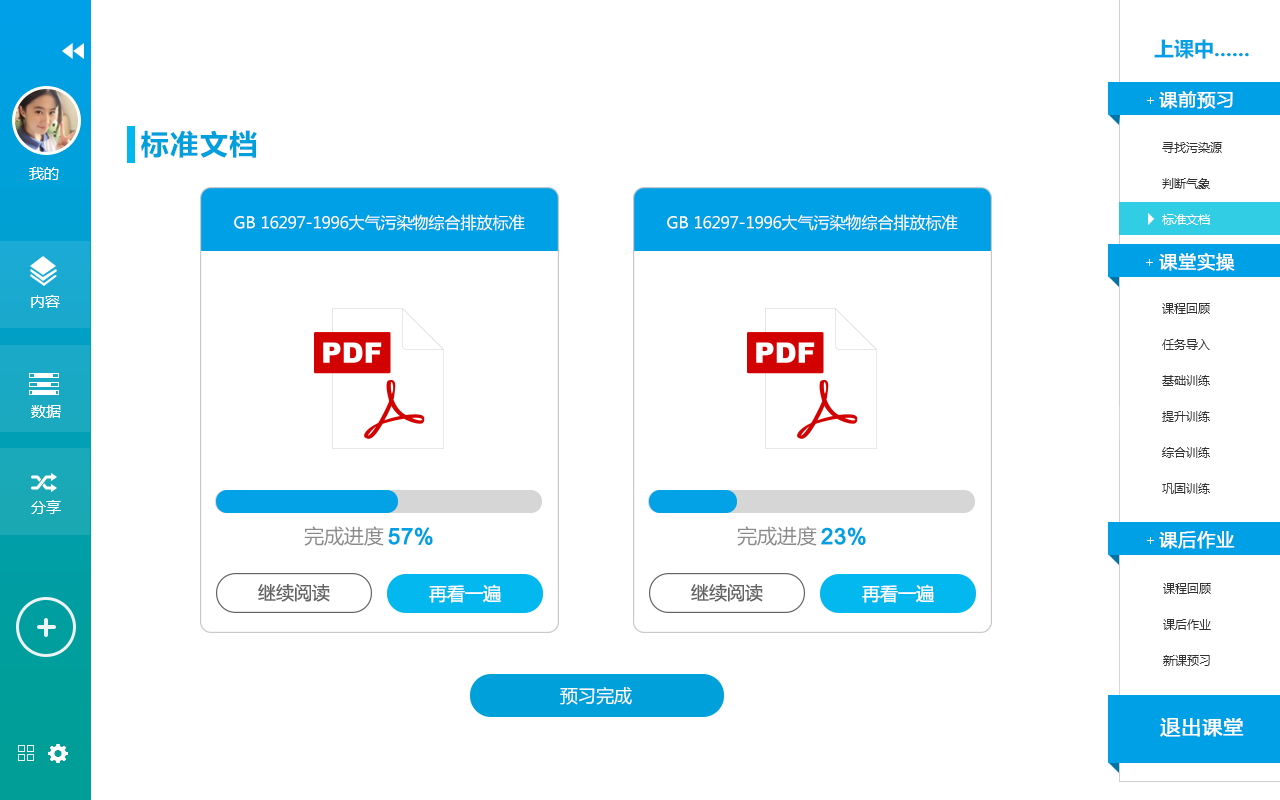 我的
内容
数据
分享
标准文档
GB 16297-1996大气污染物综合排放标准
PDF
完成进度 57%
继续阅读
再看一遍
GB 16297-1996大气污染物综合排放标准
PDF
完成进度 23%
继续阅读
再看一遍
预习完成
上课中......
+ 课前预习
寻找污染源
判断气象
标准文档
+ 课堂实操
课程回顾
任务导入
基础训练
提升训练
综合训练
巩固训练
+ 课后作业
课程回顾
课后作业
新课预习
退出课堂